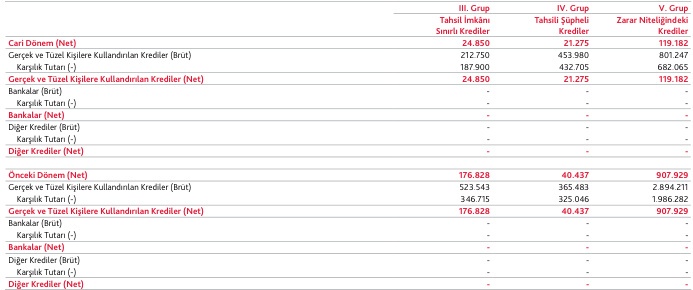 III. Grup IV. Grup V. Grup
Tahsil İmkânı Tahsili Şüpheli Zarar Niteliğindeki
Sınırlı Krediler Krediler Krediler
Cari Dönem (Net) 24.850 21.275 119.182
Gerçek ve Tüzel Kişilere Kullandırılan Krediler (Brüt) 212.750 453.980 801.247
Karşılık Tutarı (-) 187.900 432.705 682.065
Gerçek ve Tüzel Kişilere Kullandırılan Krediler (Net) 24.850 21.275 119.182
Bankalar (Brüt) - - -
Karşılık Tutarı (-) - - -
Bankalar (Net) - - -
Diğer Krediler (Brüt) - - -
Karşılık Tutarı (-) - - -
Diğer Krediler (Net) - - -
Önceki Dönem (Net) 176.828 40.437 907.929
Gerçek ve Tüzel Kişilere Kullandırılan Krediler (Brüt) 523.543 365.483 2.894.211
Karşılık Tutarı (-) 346.715 325.046 1.986.282
Gerçek ve Tüzel Kişilere Kullandırılan Krediler (Net) 176.828 40.437 907.929
Bankalar (Brüt) - - -
Karşılık Tutarı (-) - - -
Bankalar (Net) - - -
Diğer Krediler (Brüt) - - -
Karşılık Tutarı (-) - - -
Diğer Krediler (Net) - - -